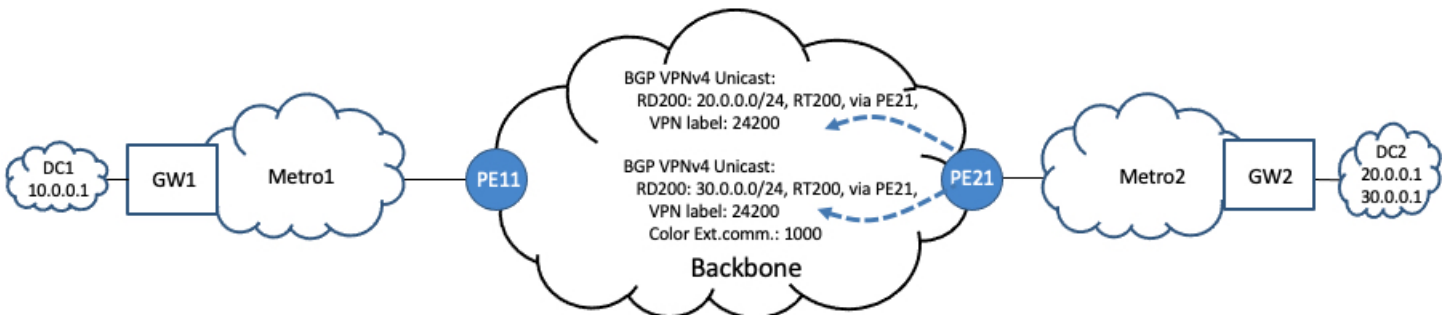 DC1
10.0.0.1
GW1
Metro1
PE11
BGP VPNv4 Unicast:
RD200: 20.0.0.0/24, RT200, via PE21,
VPN label: 24200
BGP VPNv4 Unicast:
RD200: 30.0.0.0/24, RT200, via PE21,
VPN label: 24200
Color Ext.comm.: 1000
Backbone
PE21
Metro2
GW2
DC2
20.0.0.1
30.0.0.1